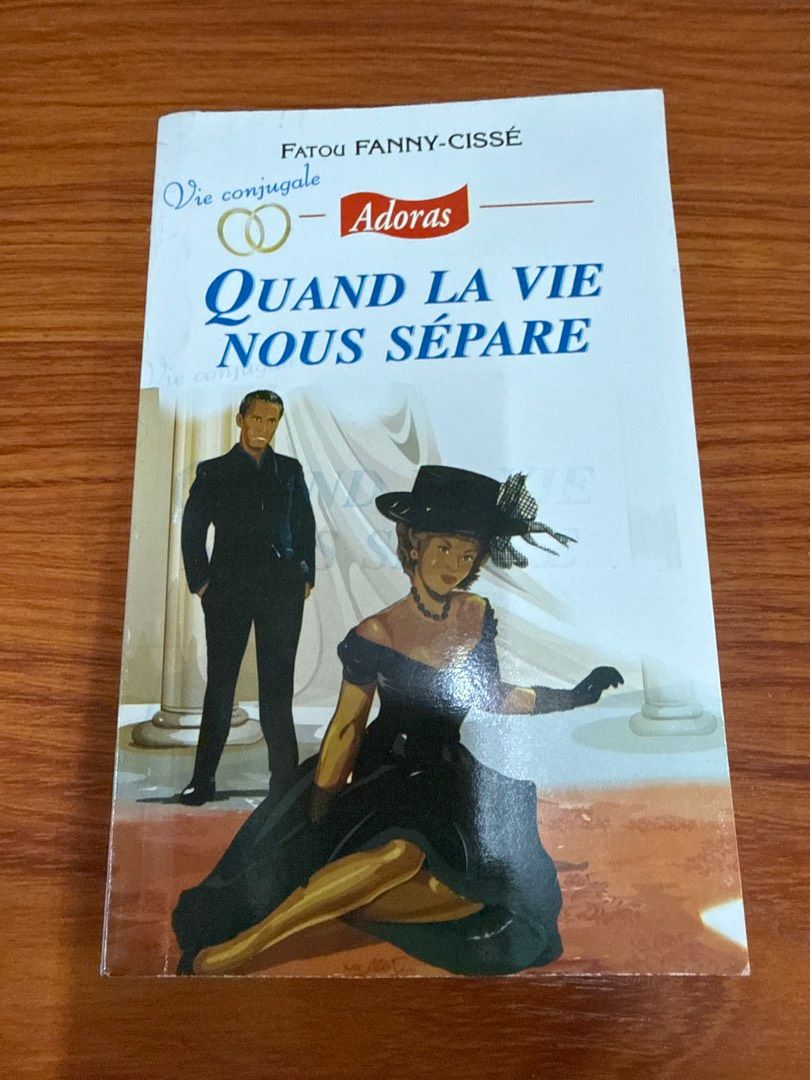 FATOU FANNY-CISSÉ
Vie conjugale
Adoras
QUAND LA VIE
NOUS SÉPARE